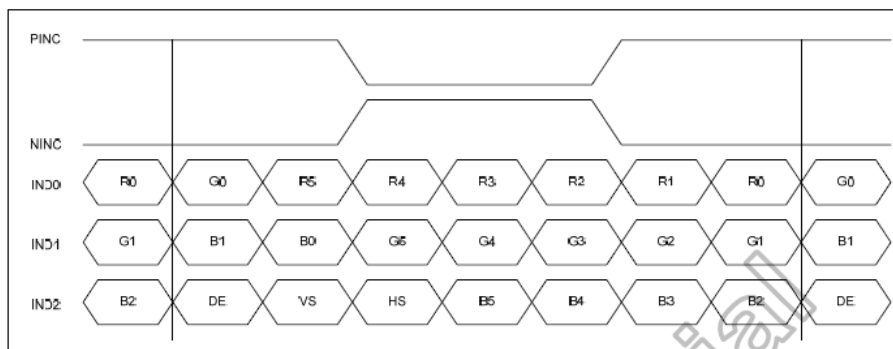 PINC
NINC
IND0 R0 G0 R5 R4 R3 R2 R1 R0 G0
IND1 G1 B1 B0 G5 G4 G3 G2 G1 B1
IND2 B2 DE VS HS B5 B4 B3 B2 DE
ial